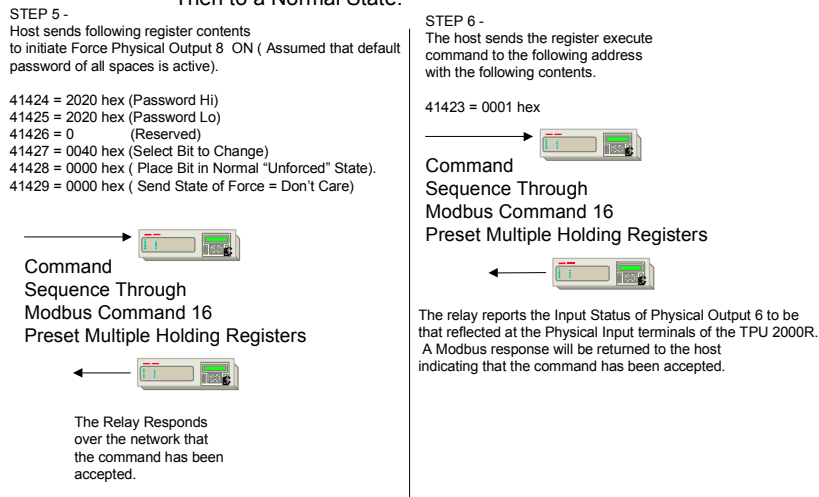 Then to a Normal State.
STEP 5 -
Host sends following register contents
to initiate Force Physical Output 8  ON ( Assumed that default
password of all spaces is active).
41424 = 2020 hex (Password Hi)
41425 = 2020 hex (Password Lo)
41426 = 0 (Reserved)
41427 = 0040 hex (Select Bit to Change)
41428 = 0000 hex ( Place Bit in Normal “Unforced” State).
41429 = 0000 hex ( Send State of Force = Don’t Care)
Command
Sequence Through
Modbus Command 16
Preset Multiple Holding Registers
The Relay Responds
over the network that
the command has been
accepted.
STEP 6 -
The host sends the register execute
command to the following address
with the following contents.
41423 = 0001 hex
Command
Sequence Through
Modbus Command 16
Preset Multiple Holding Registers
The relay reports the Input Status of Physical Output 6 to be
that reflected at the Physical Input terminals of the TPU 2000R.
A Modbus response will be returned to the host
indicating that the command has been accepted.